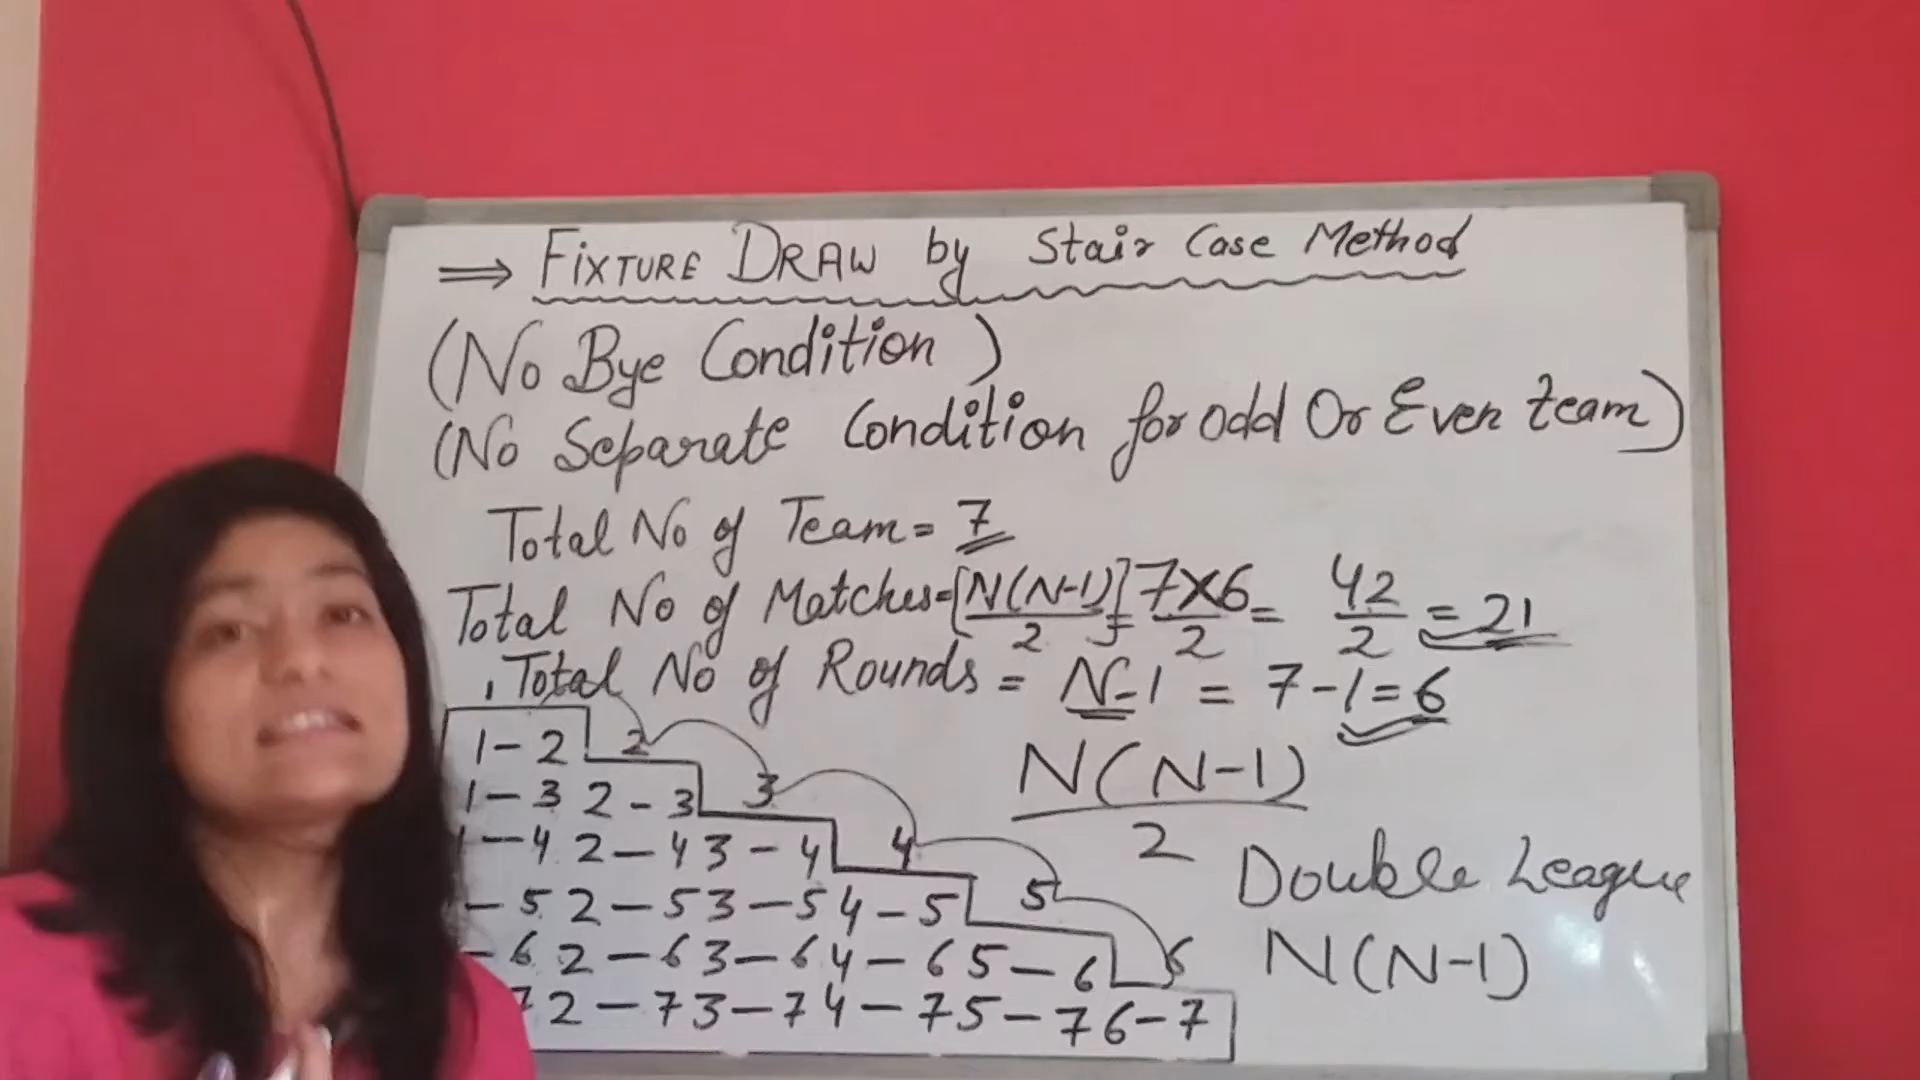 ⇒ FIXTURE DRAW by Stair Case Method
(No Bye Condition)
(No Separate Condition for odd Or Even team)
Total No of Team = 7
Total No of Matches = [N(N-1)]/2 = 7×6/2 = 42/2 = 21
Total No of Rounds = N-1 = 7-1 = 6
1-2 2
1-3 2-3 3
1-4 2-4 3-4 4
-5 2-5 3-5 4-5 5
-6 2-6 3-6 4-6 5-6 6
7 2-7 3-7 4-7 5-7 6-7
N(N-1)/2
Double League
N(N-1)